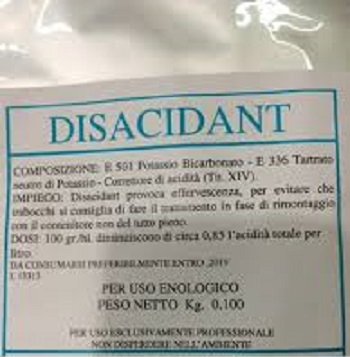 DISACIDANT
COMPOSIZIONE: E 501 Potassio Bicarbonato - E 336 Tartrato
neutro di Potassio - Correttore di acidità (Tit. XIV).
IMPIEGO: Disacidant provoca effervescenza, per evitare che
trabocchi si consiglia di fare il trattamento in fase di rimontaggio
con il contenitore non del tutto pieno.
DOSI: 100 gr./hl. diminuiscono di circa 0,85 l'acidità totale per
litro.
DA CONSUMARSI PREFERIBILMENTE ENTRO 2019
PER USO ENOLOGICO
PESO NETTO Kg. 0,100
PER USO ESCLUSIVAMENTE PROFESSIONALE
NON DISPERDERE NELL'AMBIENTE